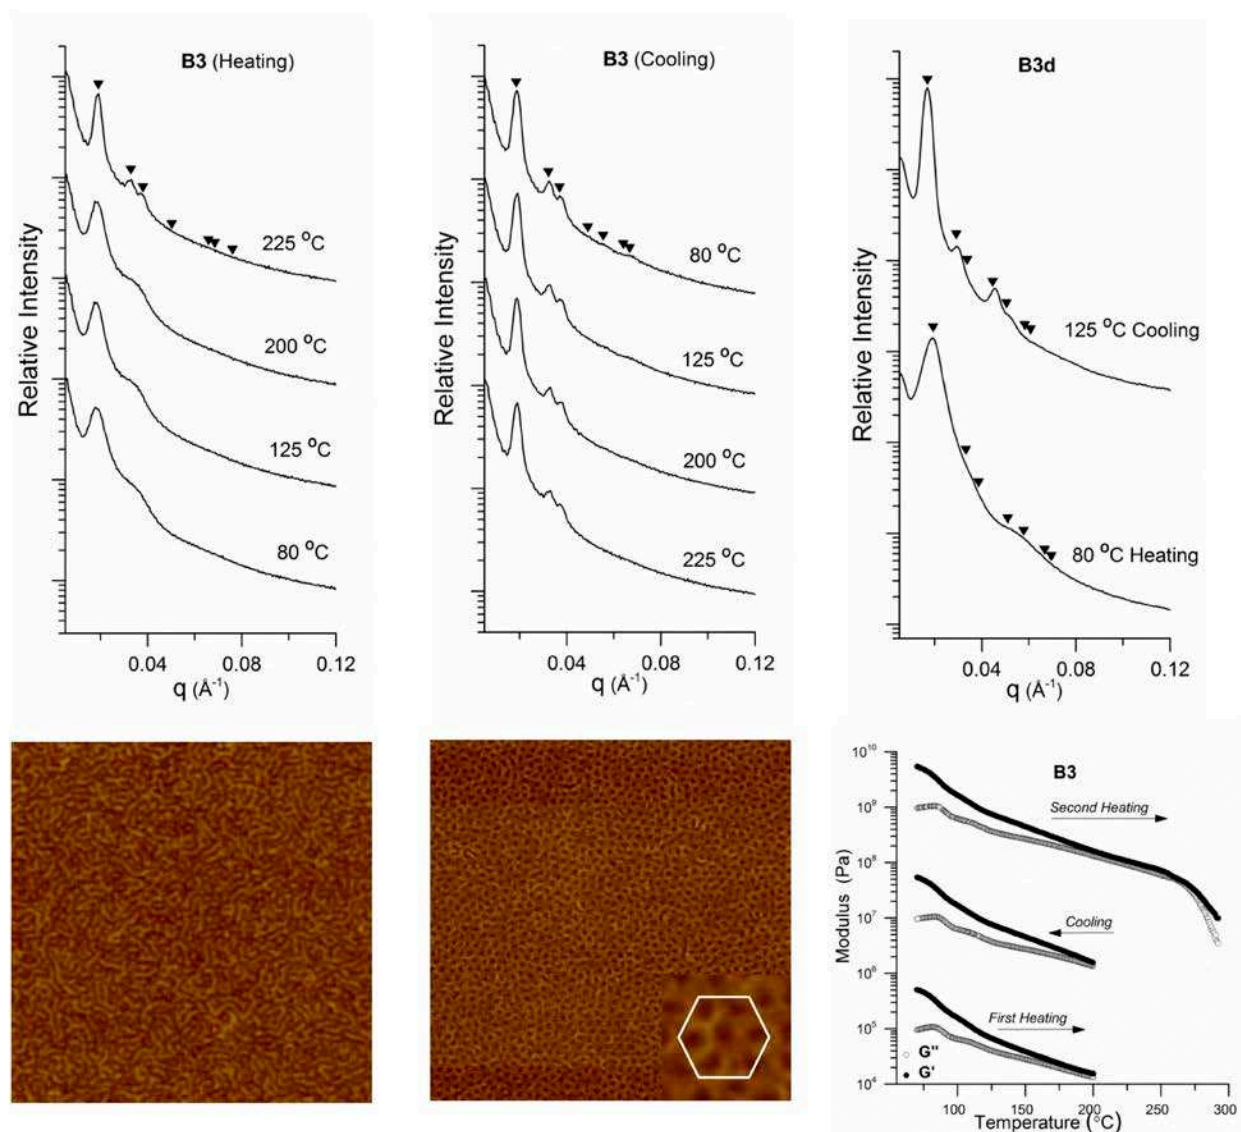 B3 (Heating)
225 °C
200 °C
125 °C
80 °C
Relative Intensity
0.04 0.08 0.12
q (Å-1)
B3 (Cooling)
80 °C
125 °C
200 °C
225 °C
Relative Intensity
0.04 0.08 0.12
q (Å-1)
B3d
125 °C Cooling
80 °C Heating
Relative Intensity
0.04 0.08 0.12
q (Å-1)
B3
Second Heating
Cooling
First Heating
G"
G'
Modulus (Pa)
1010
109
108
107
106
105
104
100 150 200 250 300
Temperature (°C)